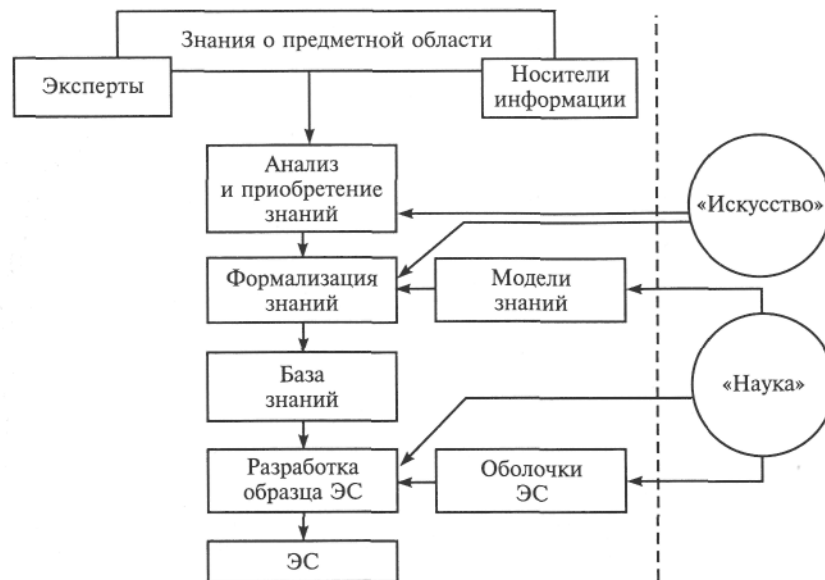 Знания о предметной области
Эксперты
Носители
информации
Анализ
и приобретение
знаний
«Искусство»
Формализация
знаний
Модели
знаний
База
знаний
«Наука»
Разработка
образца ЭС
Оболочки
ЭС
ЭС